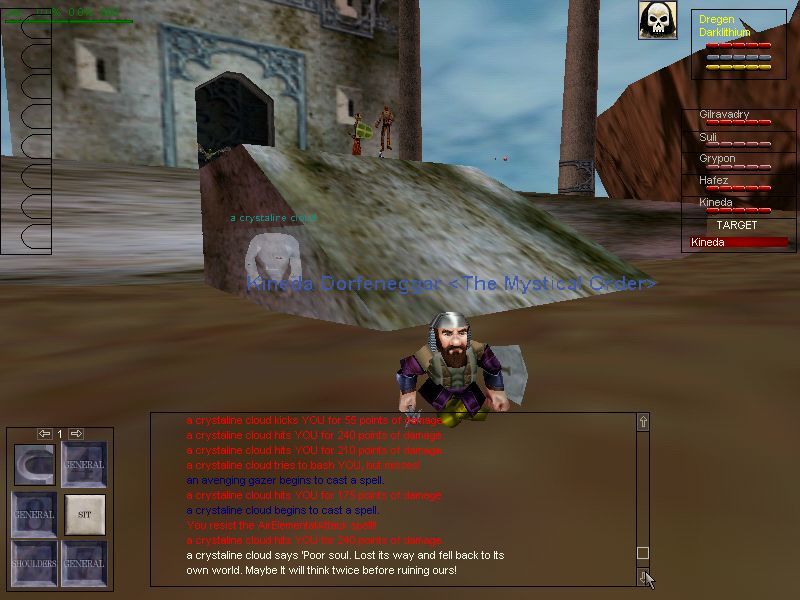 Dregen
Darklithium
Gilravadry
Suli
Grypon
Hafez
Kineda
TARGET
Kineda
a crystaline cloud
Kineda Dorfeneggar <The Mystical Order>
a crystaline cloud kicks YOU for 55 points of damage.
a crystaline cloud hits YOU for 240 points of damage.
a crystaline cloud hits YOU for 210 points of damage.
a crystaline cloud tries to bash YOU, but misses!
an avenging gazer begins to cast a spell.
a crystaline cloud hits YOU for 175 points of damage.
a crystaline cloud begins to cast a spell.
You resist the AirElementalAttack spell!
a crystaline cloud hits YOU for 240 points of damage.
a crystaline cloud says 'Poor soul. Lost its way and fell back to Its
own world. Maybe It will think twice before ruining ours!
1
GENERAL
GENERAL
SIT
SHOULDERS
GENERAL